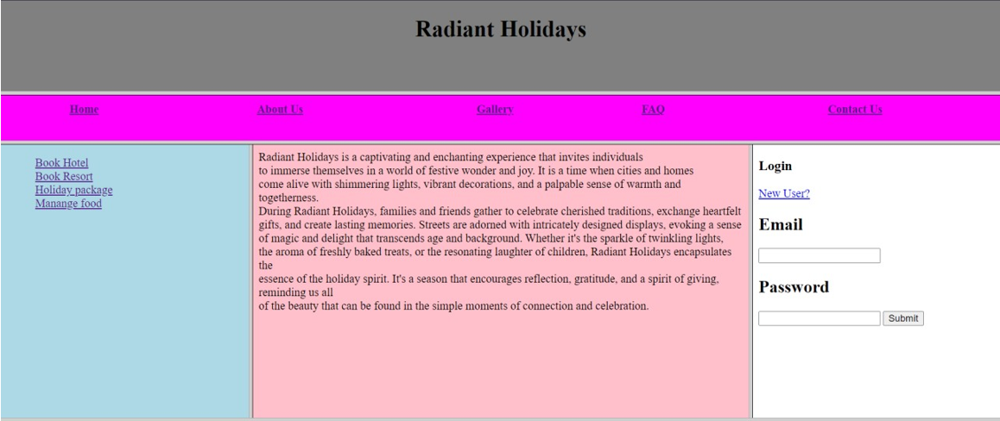 Radiant Holidays
Home About Us Gallery FAQ Contact Us
Book Hotel
Book Resort
Holiday package
Manange food
Radiant Holidays is a captivating and enchanting experience that invites individuals
to immerse themselves in a world of festive wonder and joy. It is a time when cities and homes
come alive with shimmering lights, vibrant decorations, and a palpable sense of warmth and
togetherness.
During Radiant Holidays, families and friends gather to celebrate cherished traditions, exchange heartfelt
gifts, and create lasting memories. Streets are adorned with intricately designed displays, evoking a sense
of magic and delight that transcends age and background. Whether it's the sparkle of twinkling lights,
the aroma of freshly baked treats, or the resonating laughter of children, Radiant Holidays encapsulates
the
essence of the holiday spirit. It's a season that encourages reflection, gratitude, and a spirit of giving,
reminding us all
of the beauty that can be found in the simple moments of connection and celebration.
Login
New User?
Email
Password
Submit